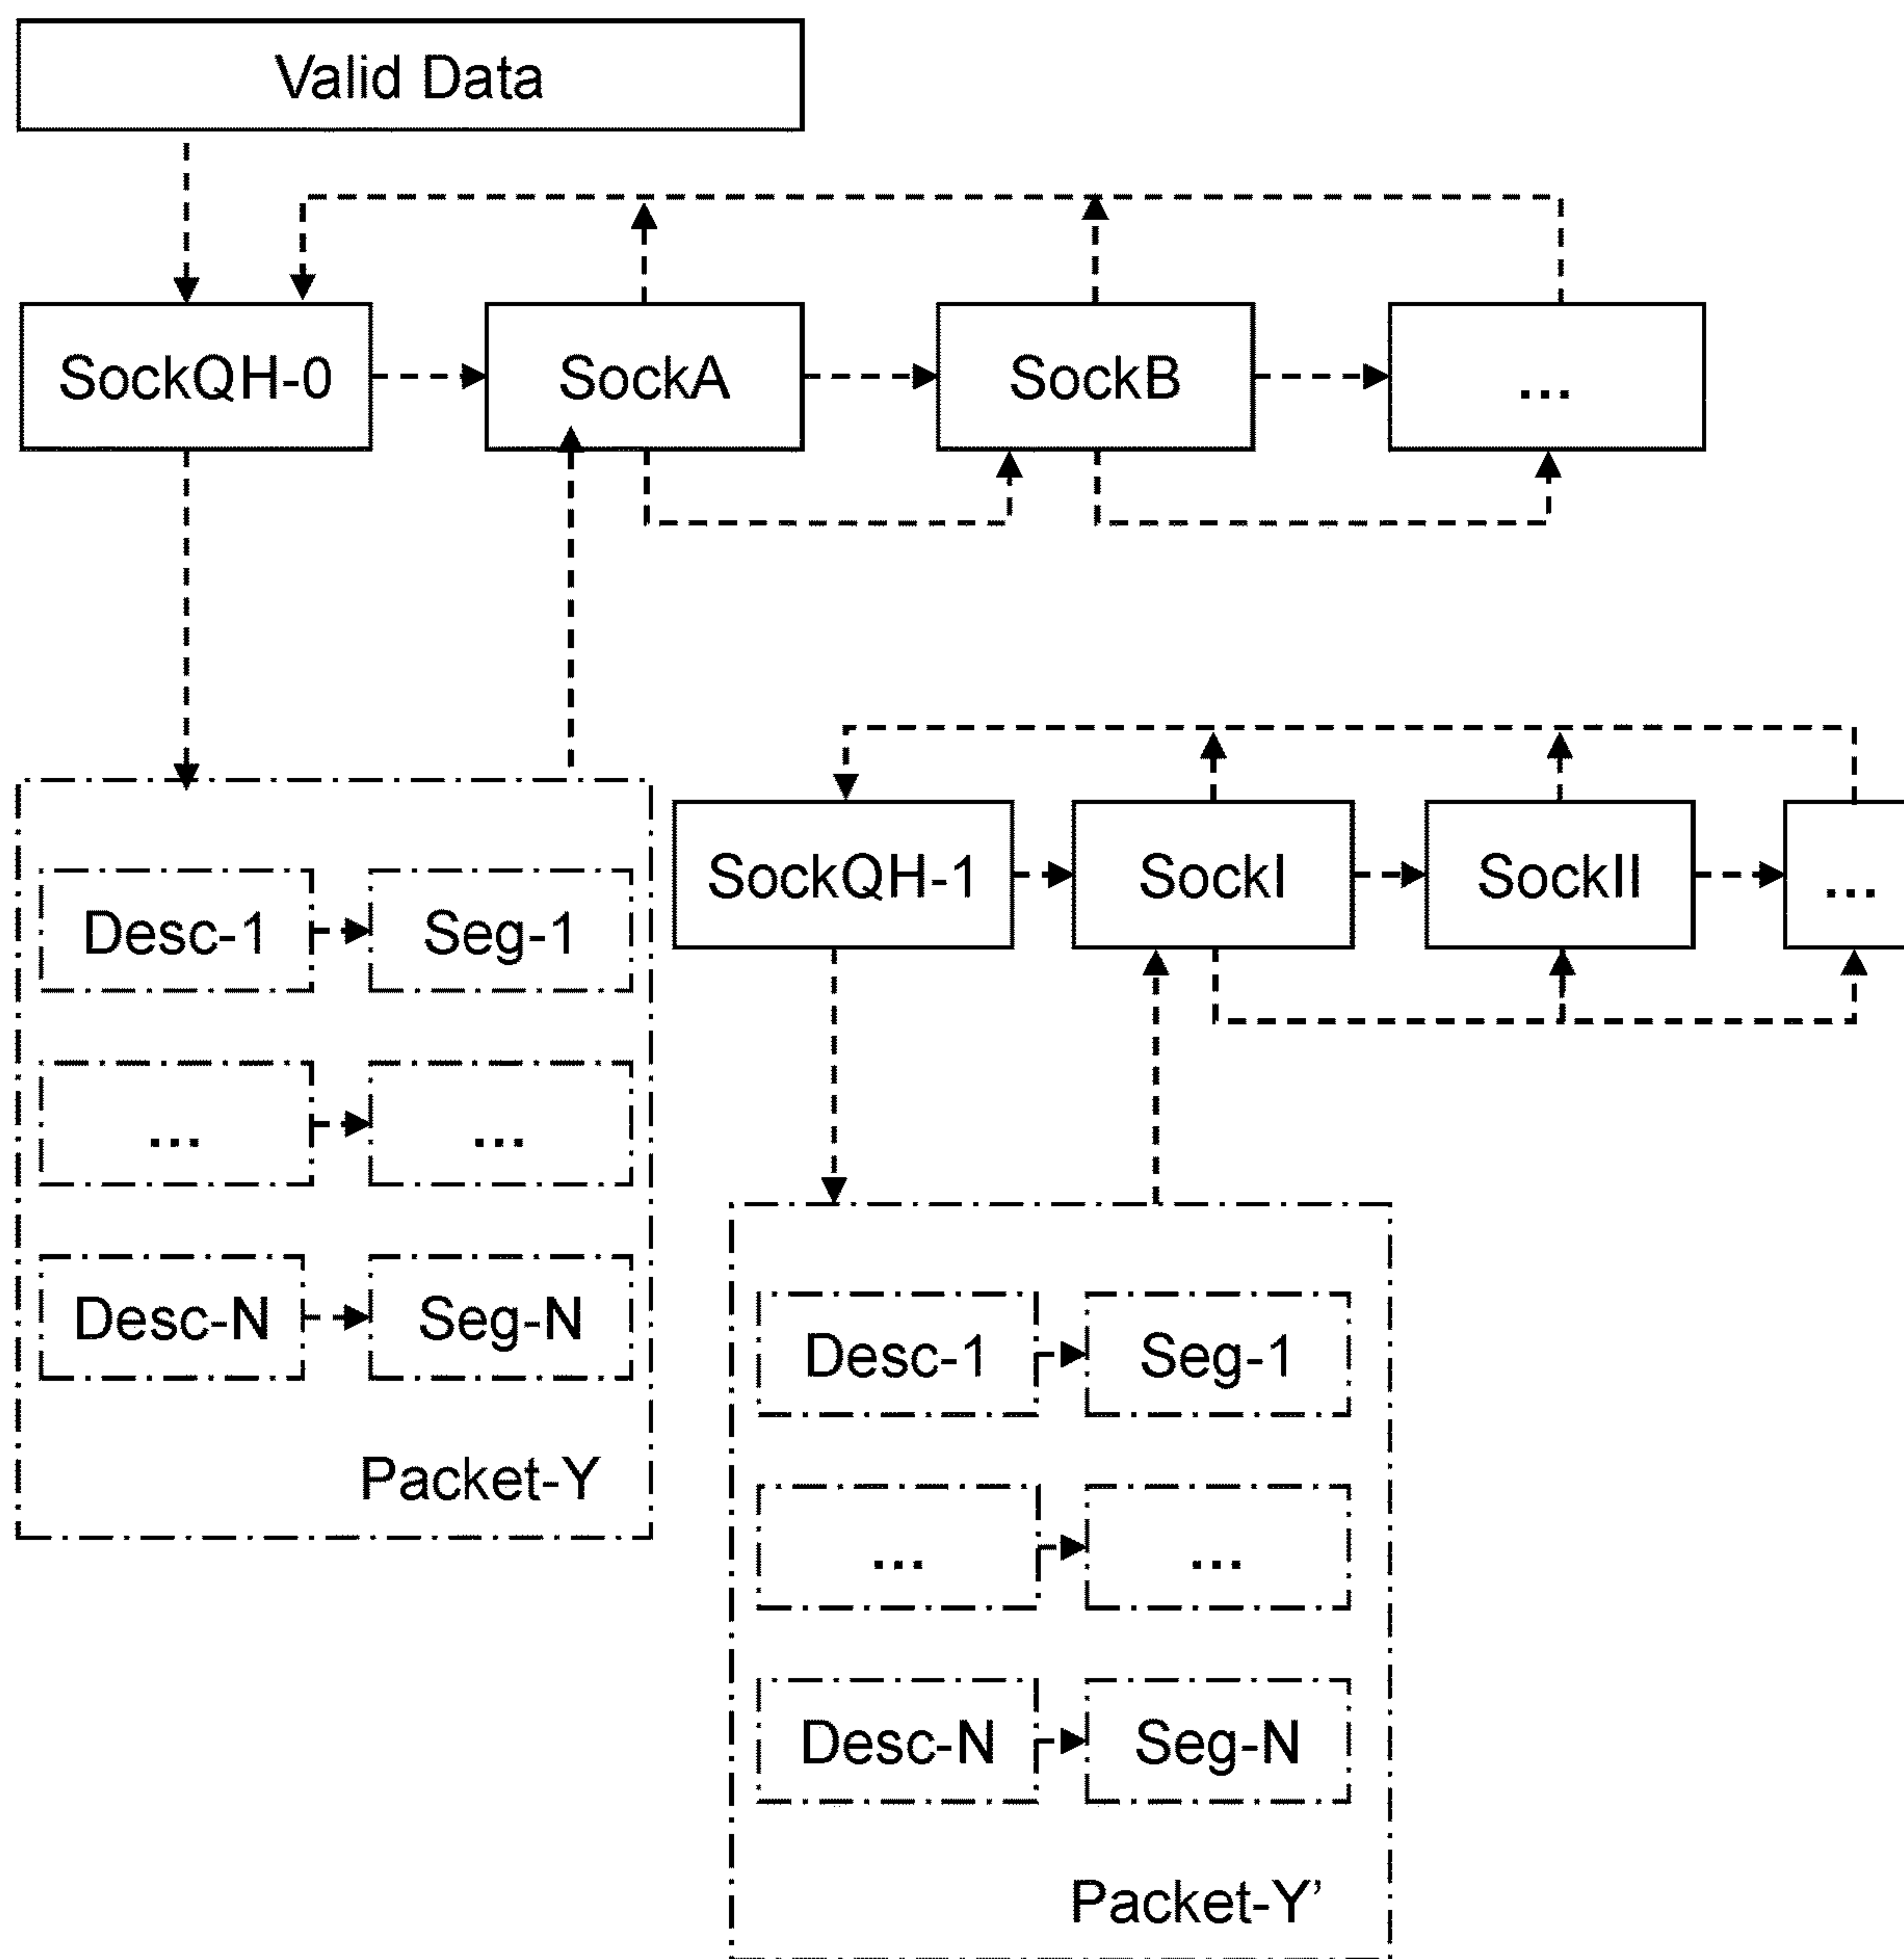 Valid Data
SockQH-0
SockA
SockB
...
SockQH-1
SockI
SockII
...
Desc-1
Seg-1
...
...
Desc-N
Seg-N
Packet-Y
Desc-1
Seg-1
...
...
Desc-N
Seg-N
Packet-Y’